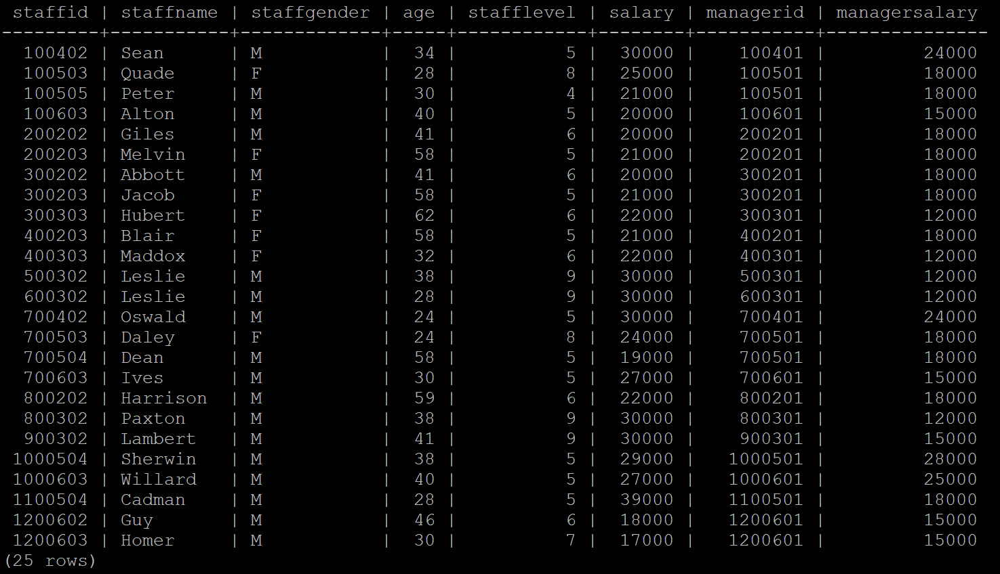 staffid | staffname | staffgender | age | stafflevel | salary | managerid | managersalary
---------+-----------+-------------+-----+------------+--------+-----------+---------------
  100402 | Sean      | M           |  34 |          5 |  30000 |    100401 |         24000
  100503 | Quade     | F           |  28 |          8 |  25000 |    100501 |         18000
  100505 | Peter     | M           |  30 |          4 |  21000 |    100501 |         18000
  100603 | Alton     | M           |  40 |          5 |  20000 |    100601 |         15000
  200202 | Giles     | M           |  41 |          6 |  20000 |    200201 |         18000
  200203 | Melvin    | F           |  58 |          5 |  21000 |    200201 |         18000
  300202 | Abbott    | M           |  41 |          6 |  20000 |    300201 |         18000
  300203 | Jacob     | F           |  58 |          5 |  21000 |    300201 |         18000
  300303 | Hubert    | F           |  62 |          6 |  22000 |    300301 |         12000
  400203 | Blair     | F           |  58 |          5 |  21000 |    400201 |         18000
  400303 | Maddox    | F           |  32 |          6 |  22000 |    400301 |         12000
  500302 | Leslie    | M           |  38 |          9 |  30000 |    500301 |         12000
  600302 | Leslie    | M           |  28 |          9 |  30000 |    600301 |         12000
  700402 | Oswald    | M           |  24 |          5 |  30000 |    700401 |         24000
  700503 | Daley     | F           |  24 |          8 |  24000 |    700501 |         18000
  700504 | Dean      | M           |  58 |          5 |  19000 |    700501 |         18000
  700603 | Ives      | M           |  30 |          5 |  27000 |    700601 |         15000
  800202 | Harrison  | M           |  59 |          6 |  22000 |    800201 |         18000
  800302 | Paxton    | M           |  38 |          9 |  30000 |    800301 |         12000
  900302 | Lambert   | M           |  41 |          9 |  30000 |    900301 |         15000
 1000504 | Sherwin   | M           |  38 |          5 |  29000 |   1000501 |         28000
 1000603 | Willard   | M           |  40 |          5 |  27000 |   1000601 |         25000
 1100504 | Cadman    | M           |  28 |          5 |  39000 |   1100501 |         18000
 1200602 | Guy       | M           |  46 |          6 |  18000 |   1200601 |         15000
 1200603 | Homer     | M           |  30 |          7 |  17000 |   1200601 |         15000
(25 rows)